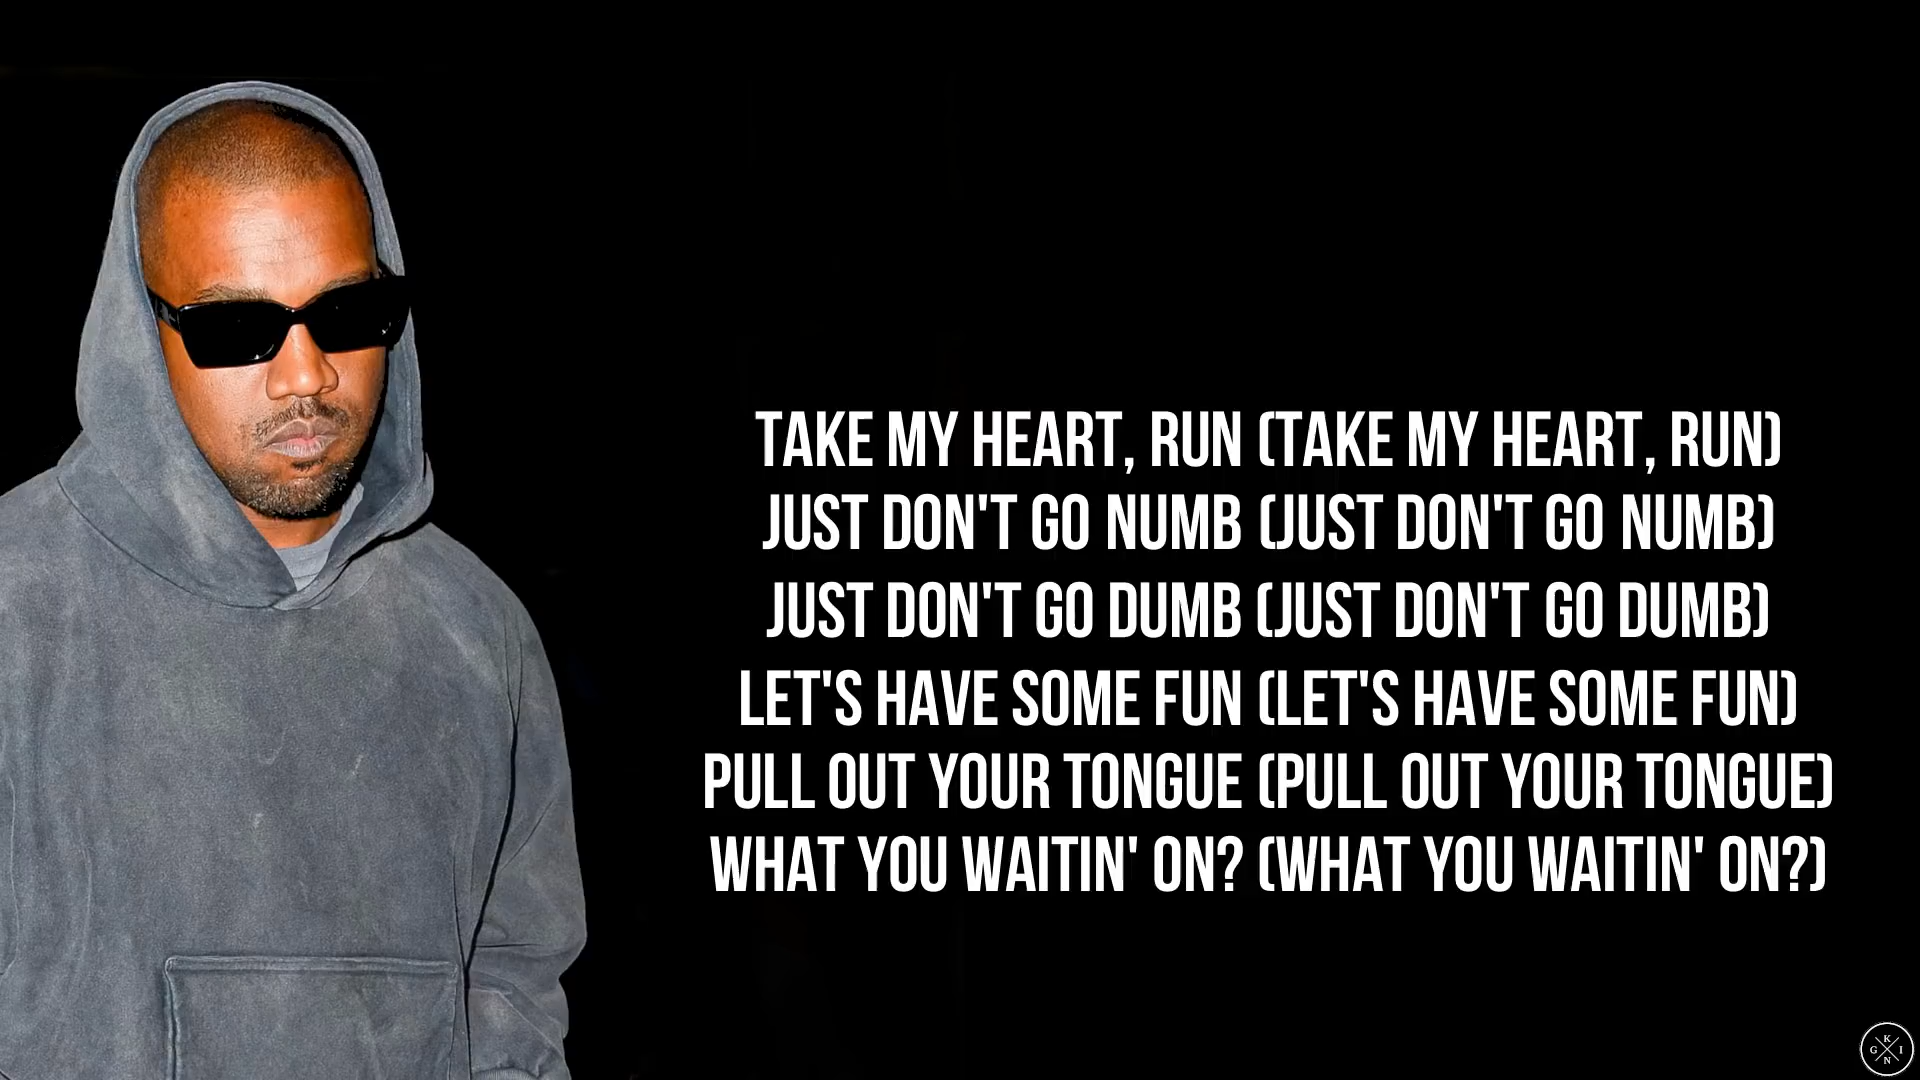 TAKE MY HEART, RUN (TAKE MY HEART, RUN)
JUST DON'T GO NUMB (JUST DON'T GO NUMB)
JUST DON'T GO DUMB (JUST DON'T GO DUMB)
LET'S HAVE SOME FUN (LET'S HAVE SOME FUN)
PULL OUT YOUR TONGUE (PULL OUT YOUR TONGUE)
WHAT YOU WAITIN' ON? (WHAT YOU WAITIN' ON?)
K
G I
N